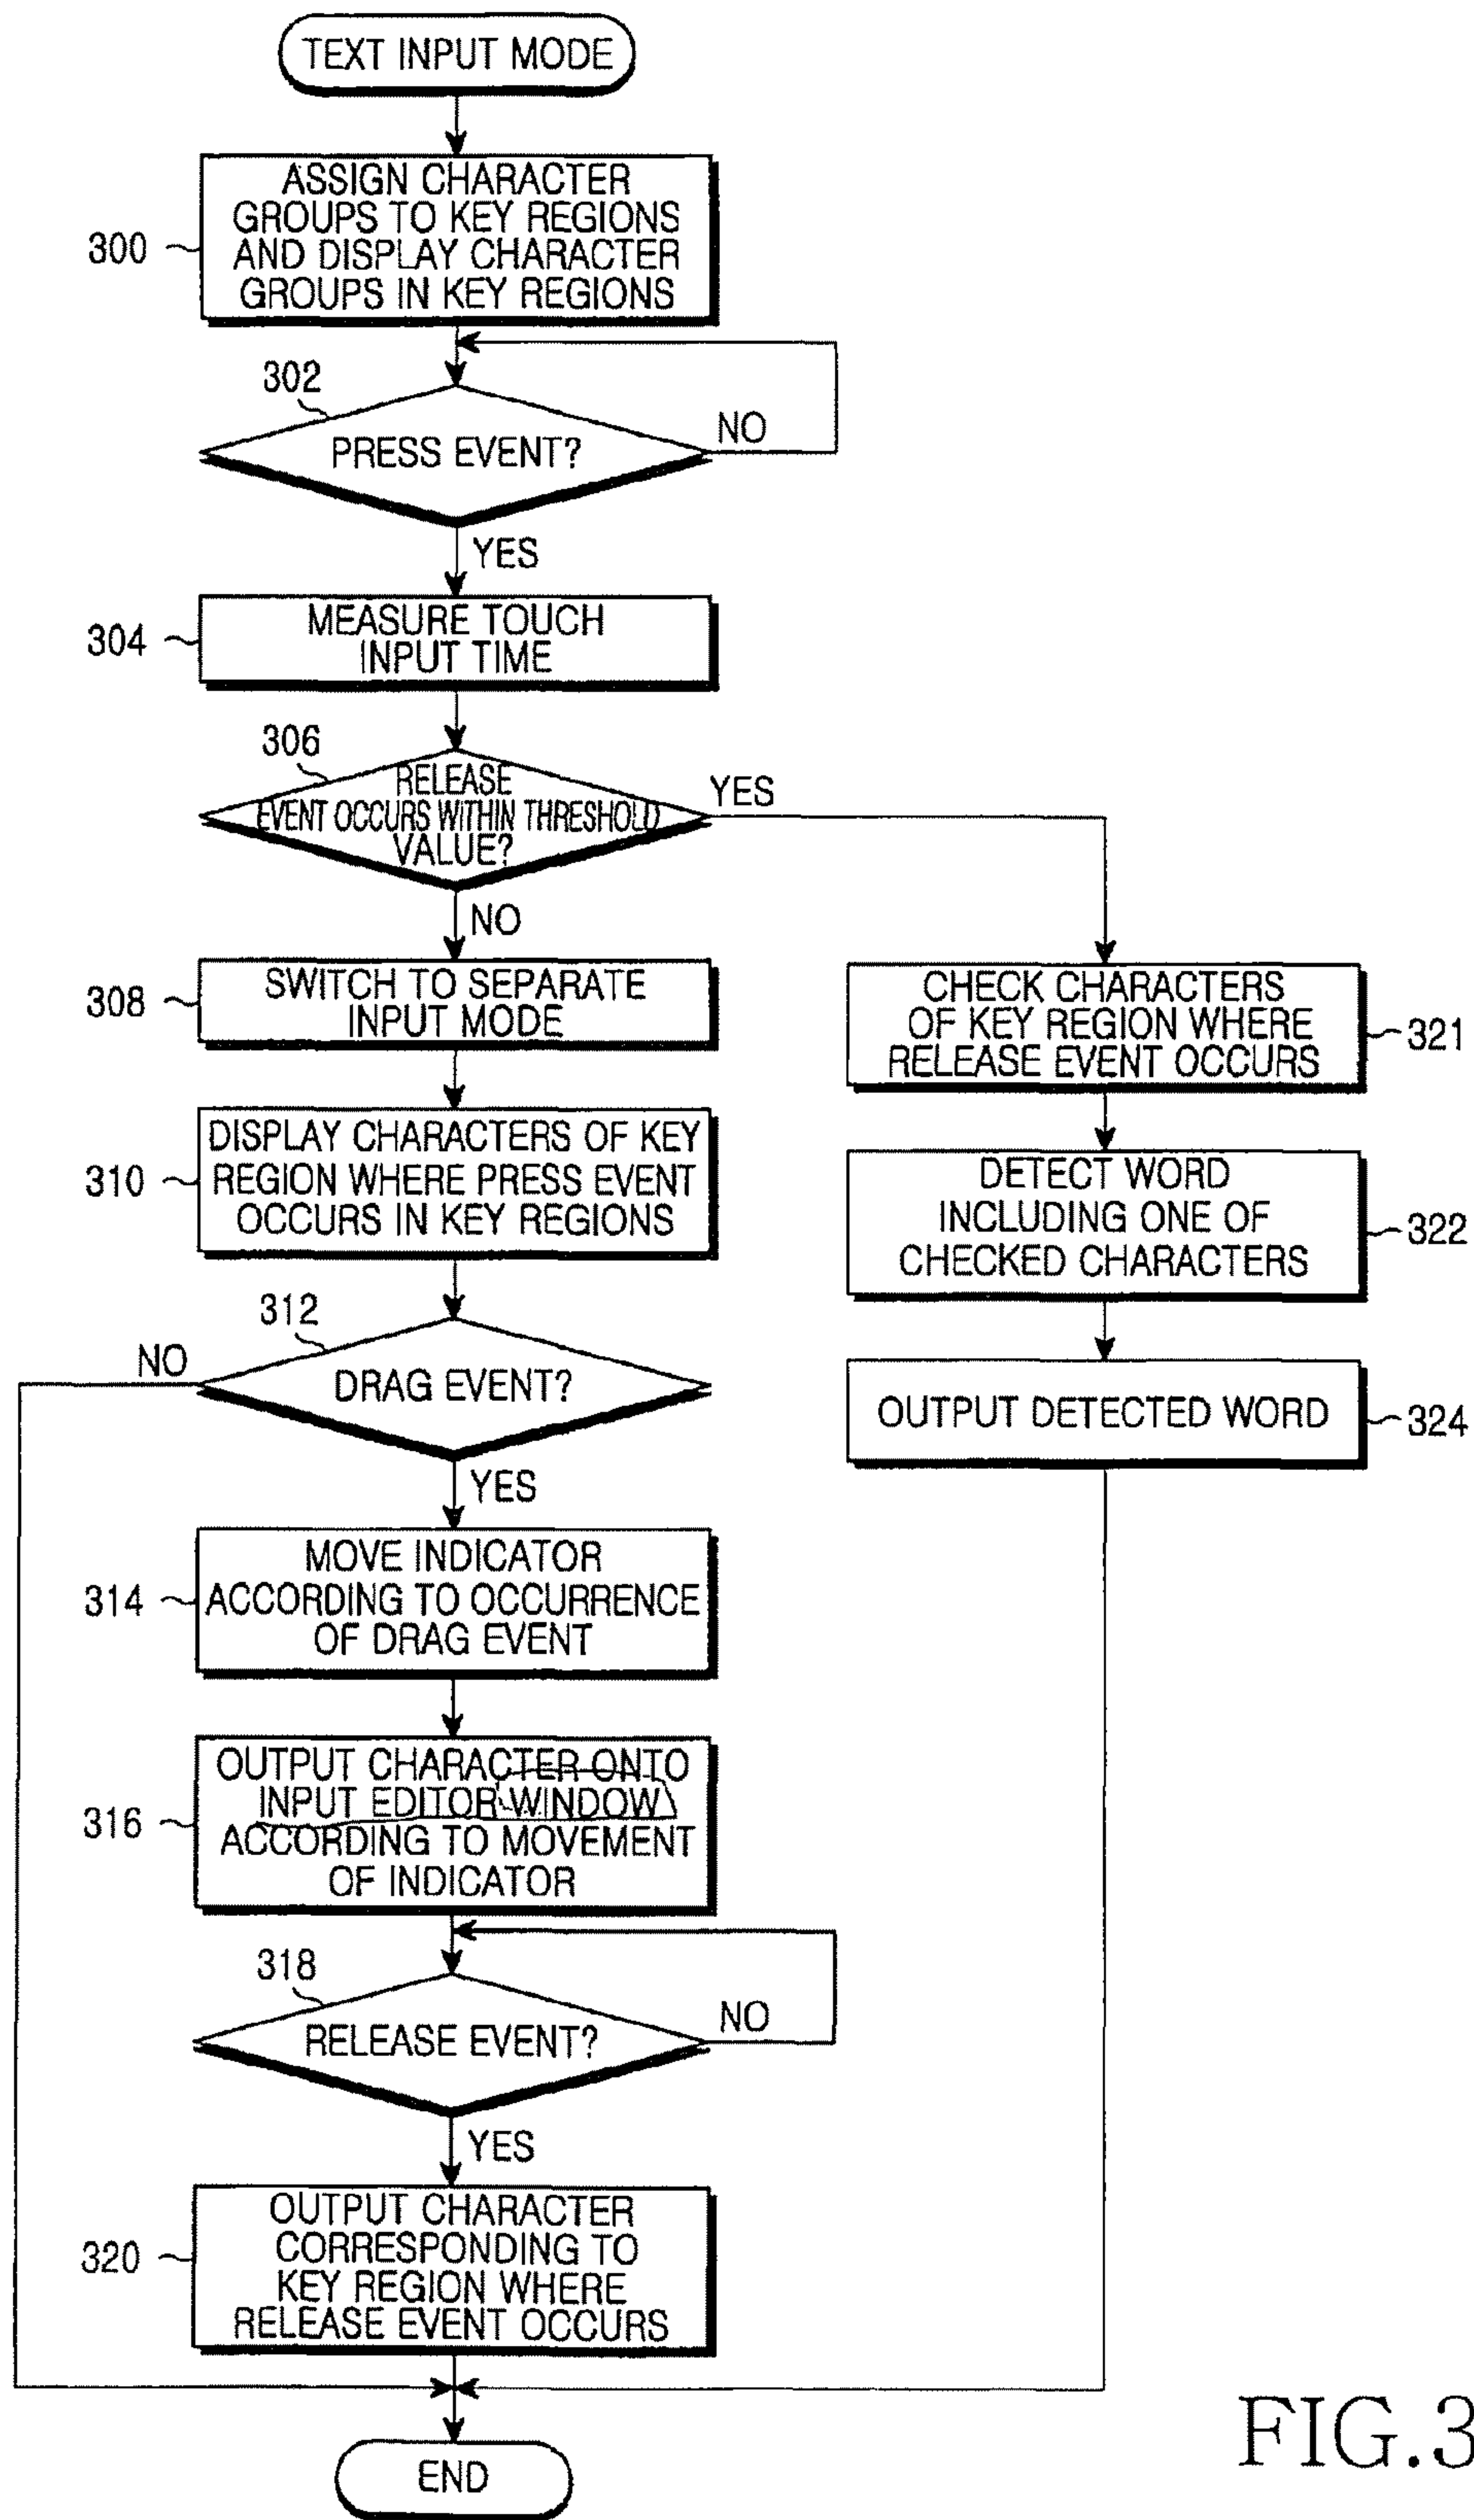 TEXT INPUT MODE
300
ASSIGN CHARACTER
GROUPS TO KEY REGIONS
AND DISPLAY CHARACTER
GROUPS IN KEY REGIONS
302
PRESS EVENT?
NO
YES
304
MEASURE TOUCH
INPUT TIME
306
RELEASE
EVENT OCCURS WITHIN THRESHOLD
VALUE?
YES
NO
308
SWITCH TO SEPARATE
INPUT MODE
CHECK CHARACTERS
OF KEY REGION WHERE
RELEASE EVENT OCCURS
321
310
DISPLAY CHARACTERS OF KEY
REGION WHERE PRESS EVENT
OCCURS IN KEY REGIONS
DETECT WORD
INCLUDING ONE OF
CHECKED CHARACTERS
322
312
NO
DRAG EVENT?
YES
OUTPUT DETECTED WORD
324
314
MOVE INDICATOR
ACCORDING TO OCCURRENCE
OF DRAG EVENT
316
OUTPUT CHARACTER ONTO
INPUT EDITOR WINDOW
ACCORDING TO MOVEMENT
OF INDICATOR
318
RELEASE EVENT?
NO
YES
320
OUTPUT CHARACTER
CORRESPONDING TO
KEY REGION WHERE
RELEASE EVENT OCCURS
END
FIG.3